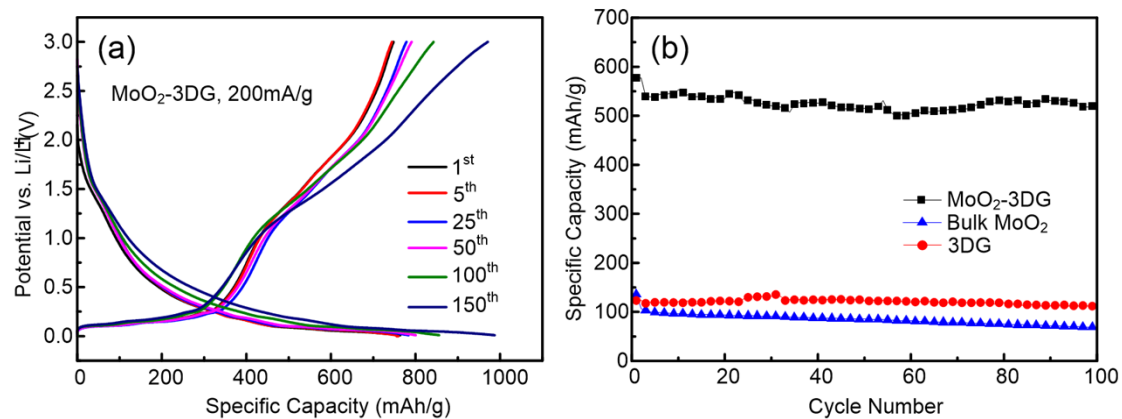 (a)
MoO₂-3DG, 200mA/g
3.0
2.5
2.0
1.5
1.0
0.5
0.0
Potential vs. Li/Li⁺(V)
1ˢᵗ
5ᵗʰ
25ᵗʰ
50ᵗʰ
100ᵗʰ
150ᵗʰ
0 200 400 600 800 1000
Specific Capacity (mAh/g)
(b)
700
600
500
400
300
200
100
0
Specific Capacity (mAh/g)
MoO₂-3DG
Bulk MoO₂
3DG
0 20 40 60 80 100
Cycle Number